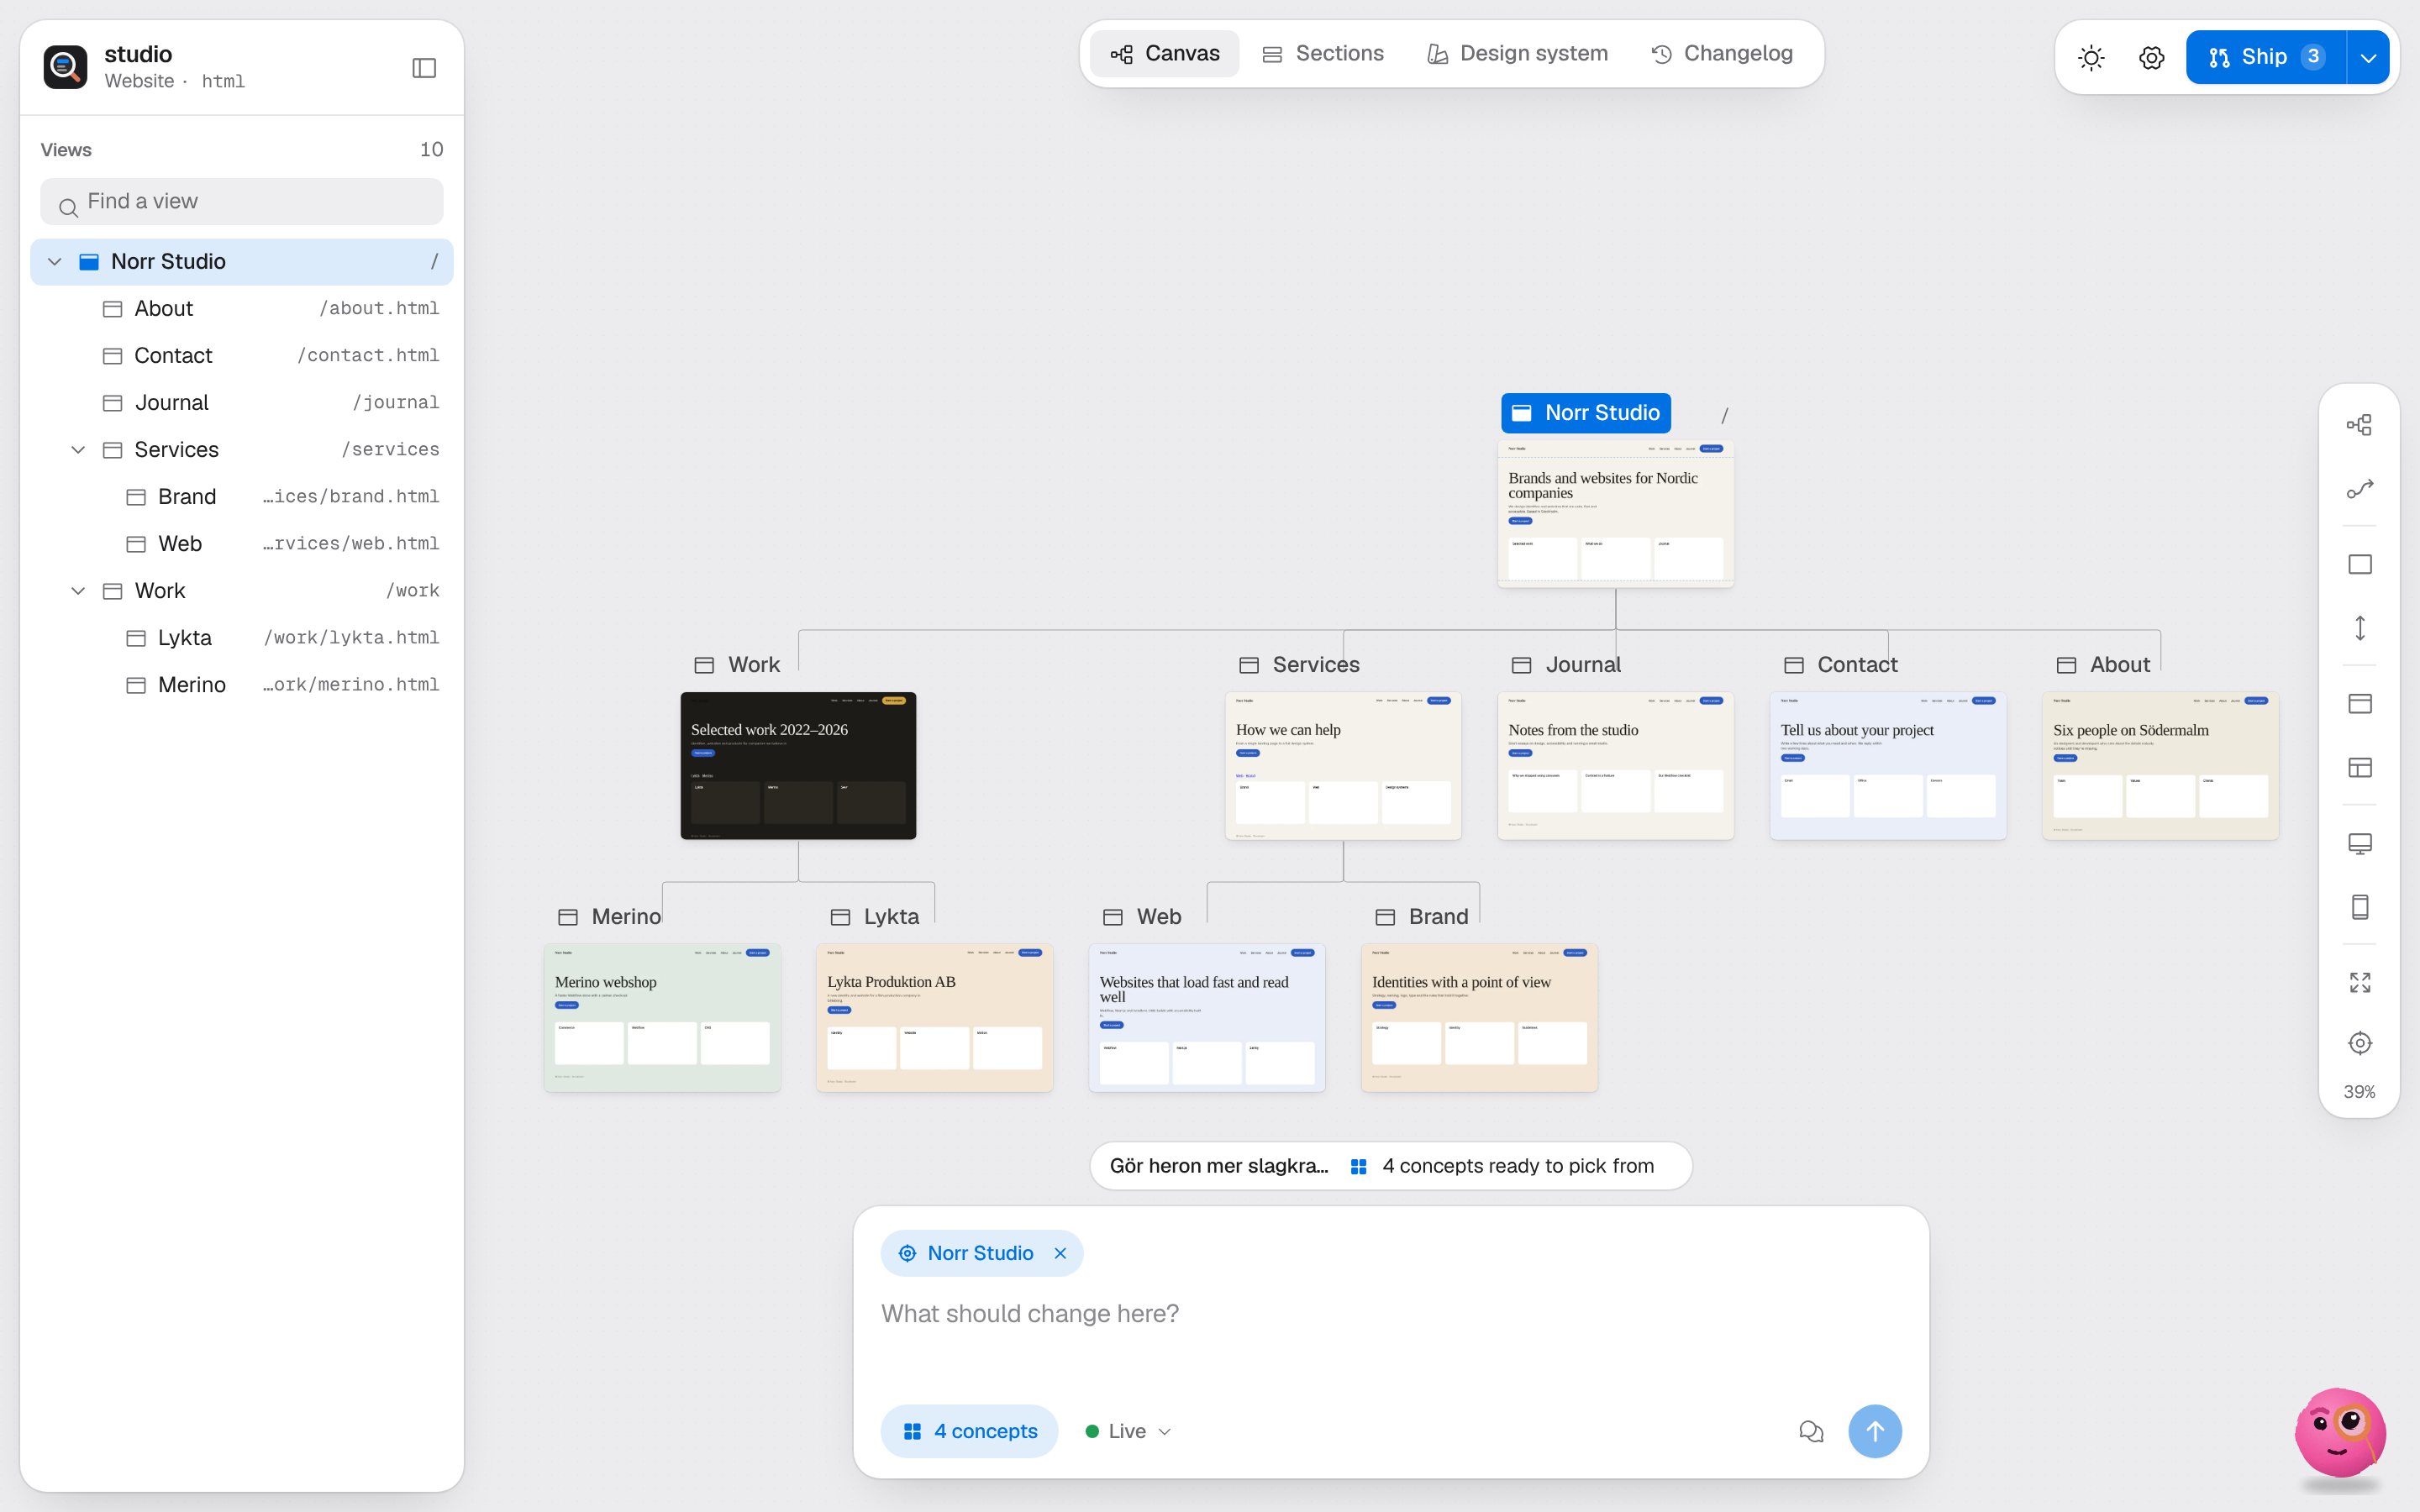 studio
Website · html
Canvas
Sections
Design system
Changelog
Ship 3
Views 10
Find a view
Norr Studio /
About /about.html
Contact /contact.html
Journal /journal
Services /services
Brand …ices/brand.html
Web …rvices/web.html
Work /work
Lykta /work/lykta.html
Merino …ork/merino.html
Norr Studio /
Brands and websites for Nordic
companies
Work
Services
Journal
Contact
About
Selected work 2022–2026
How we can help
Notes from the studio
Tell us about your project
Six people on Södermalm
Merino
Lykta
Web
Brand
Merino webshop
Lykta Produktion AB
Websites that load fast and read
well
Identities with a point of view
39%
Gör heron mer slagkra... 4 concepts ready to pick from
Norr Studio
What should change here?
4 concepts
Live